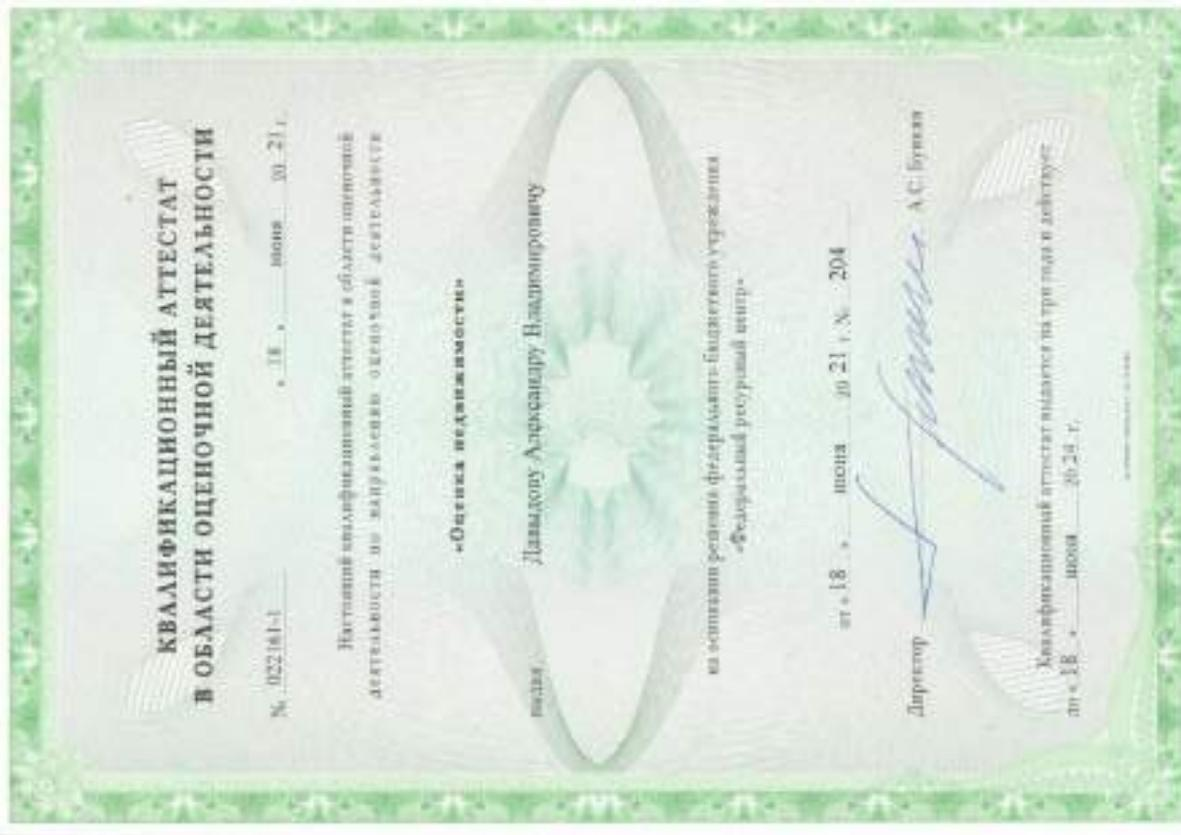 КВАЛИФИКАЦИОННЫЙ АТТЕСТАТ
В ОБЛАСТИ ОЦЕНОЧНОЙ ДЕЯТЕЛЬНОСТИ
№ 022161-1 « 18 » июня 20 21 г.
Настоящий квалификационный аттестат в области оценочной
деятельности по направлению оценочной деятельности
«Оценка недвижимости»
выдан Давыдову Александру Владимировичу
на основании решения федерального бюджетного учреждения
«Федеральный ресурсный центр»
от « 18 » июня 20 21 г. № 204
Директор А.С. Бункин
Квалификационный аттестат выдается на три года и действует
до « 18 » июня 20 24 г.